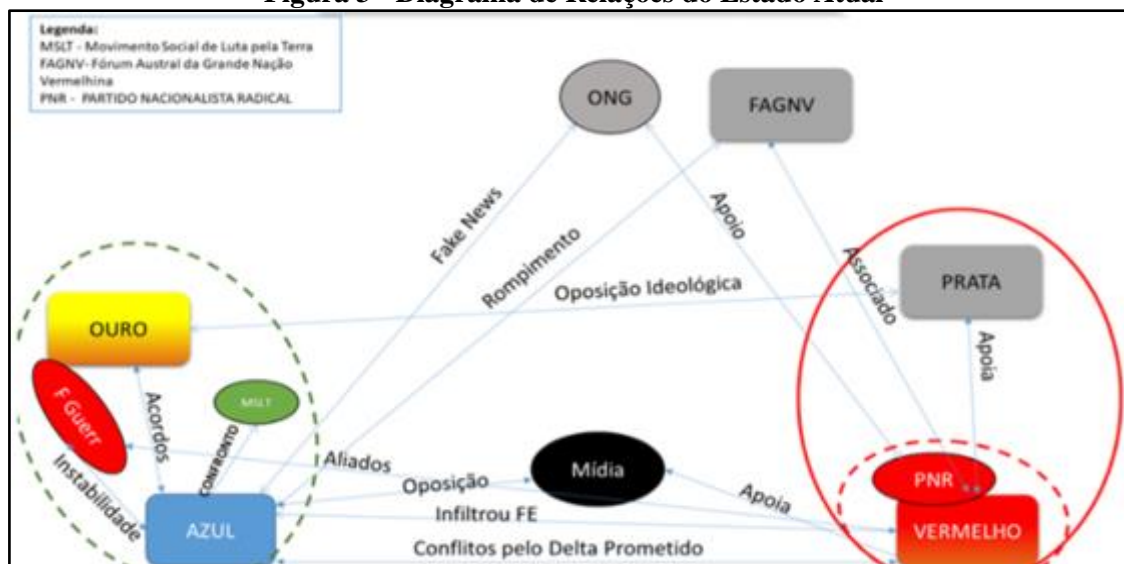 Figura 3 - Diagrama de Relações do Estado Atual
Legenda:
MSLT - Movimento Social de Luta pela Terra
FAGNV- Fórum Austral da Grande Nação
Vermelhina
PNR - PARTIDO NACIONALISTA RADICAL
ONG
FAGNV
Fake News
Rompimento
Apoio
Associado
PRATA
Oposição Ideológica
OURO
Apoia
F Guerr
Acordos
MSLT
CONFRONTO
Instabilidade
Aliados
Mídia
Oposição
Apoia
PNR
Infiltrou FE
AZUL
VERMELHO
Conflitos pelo Delta Prometido